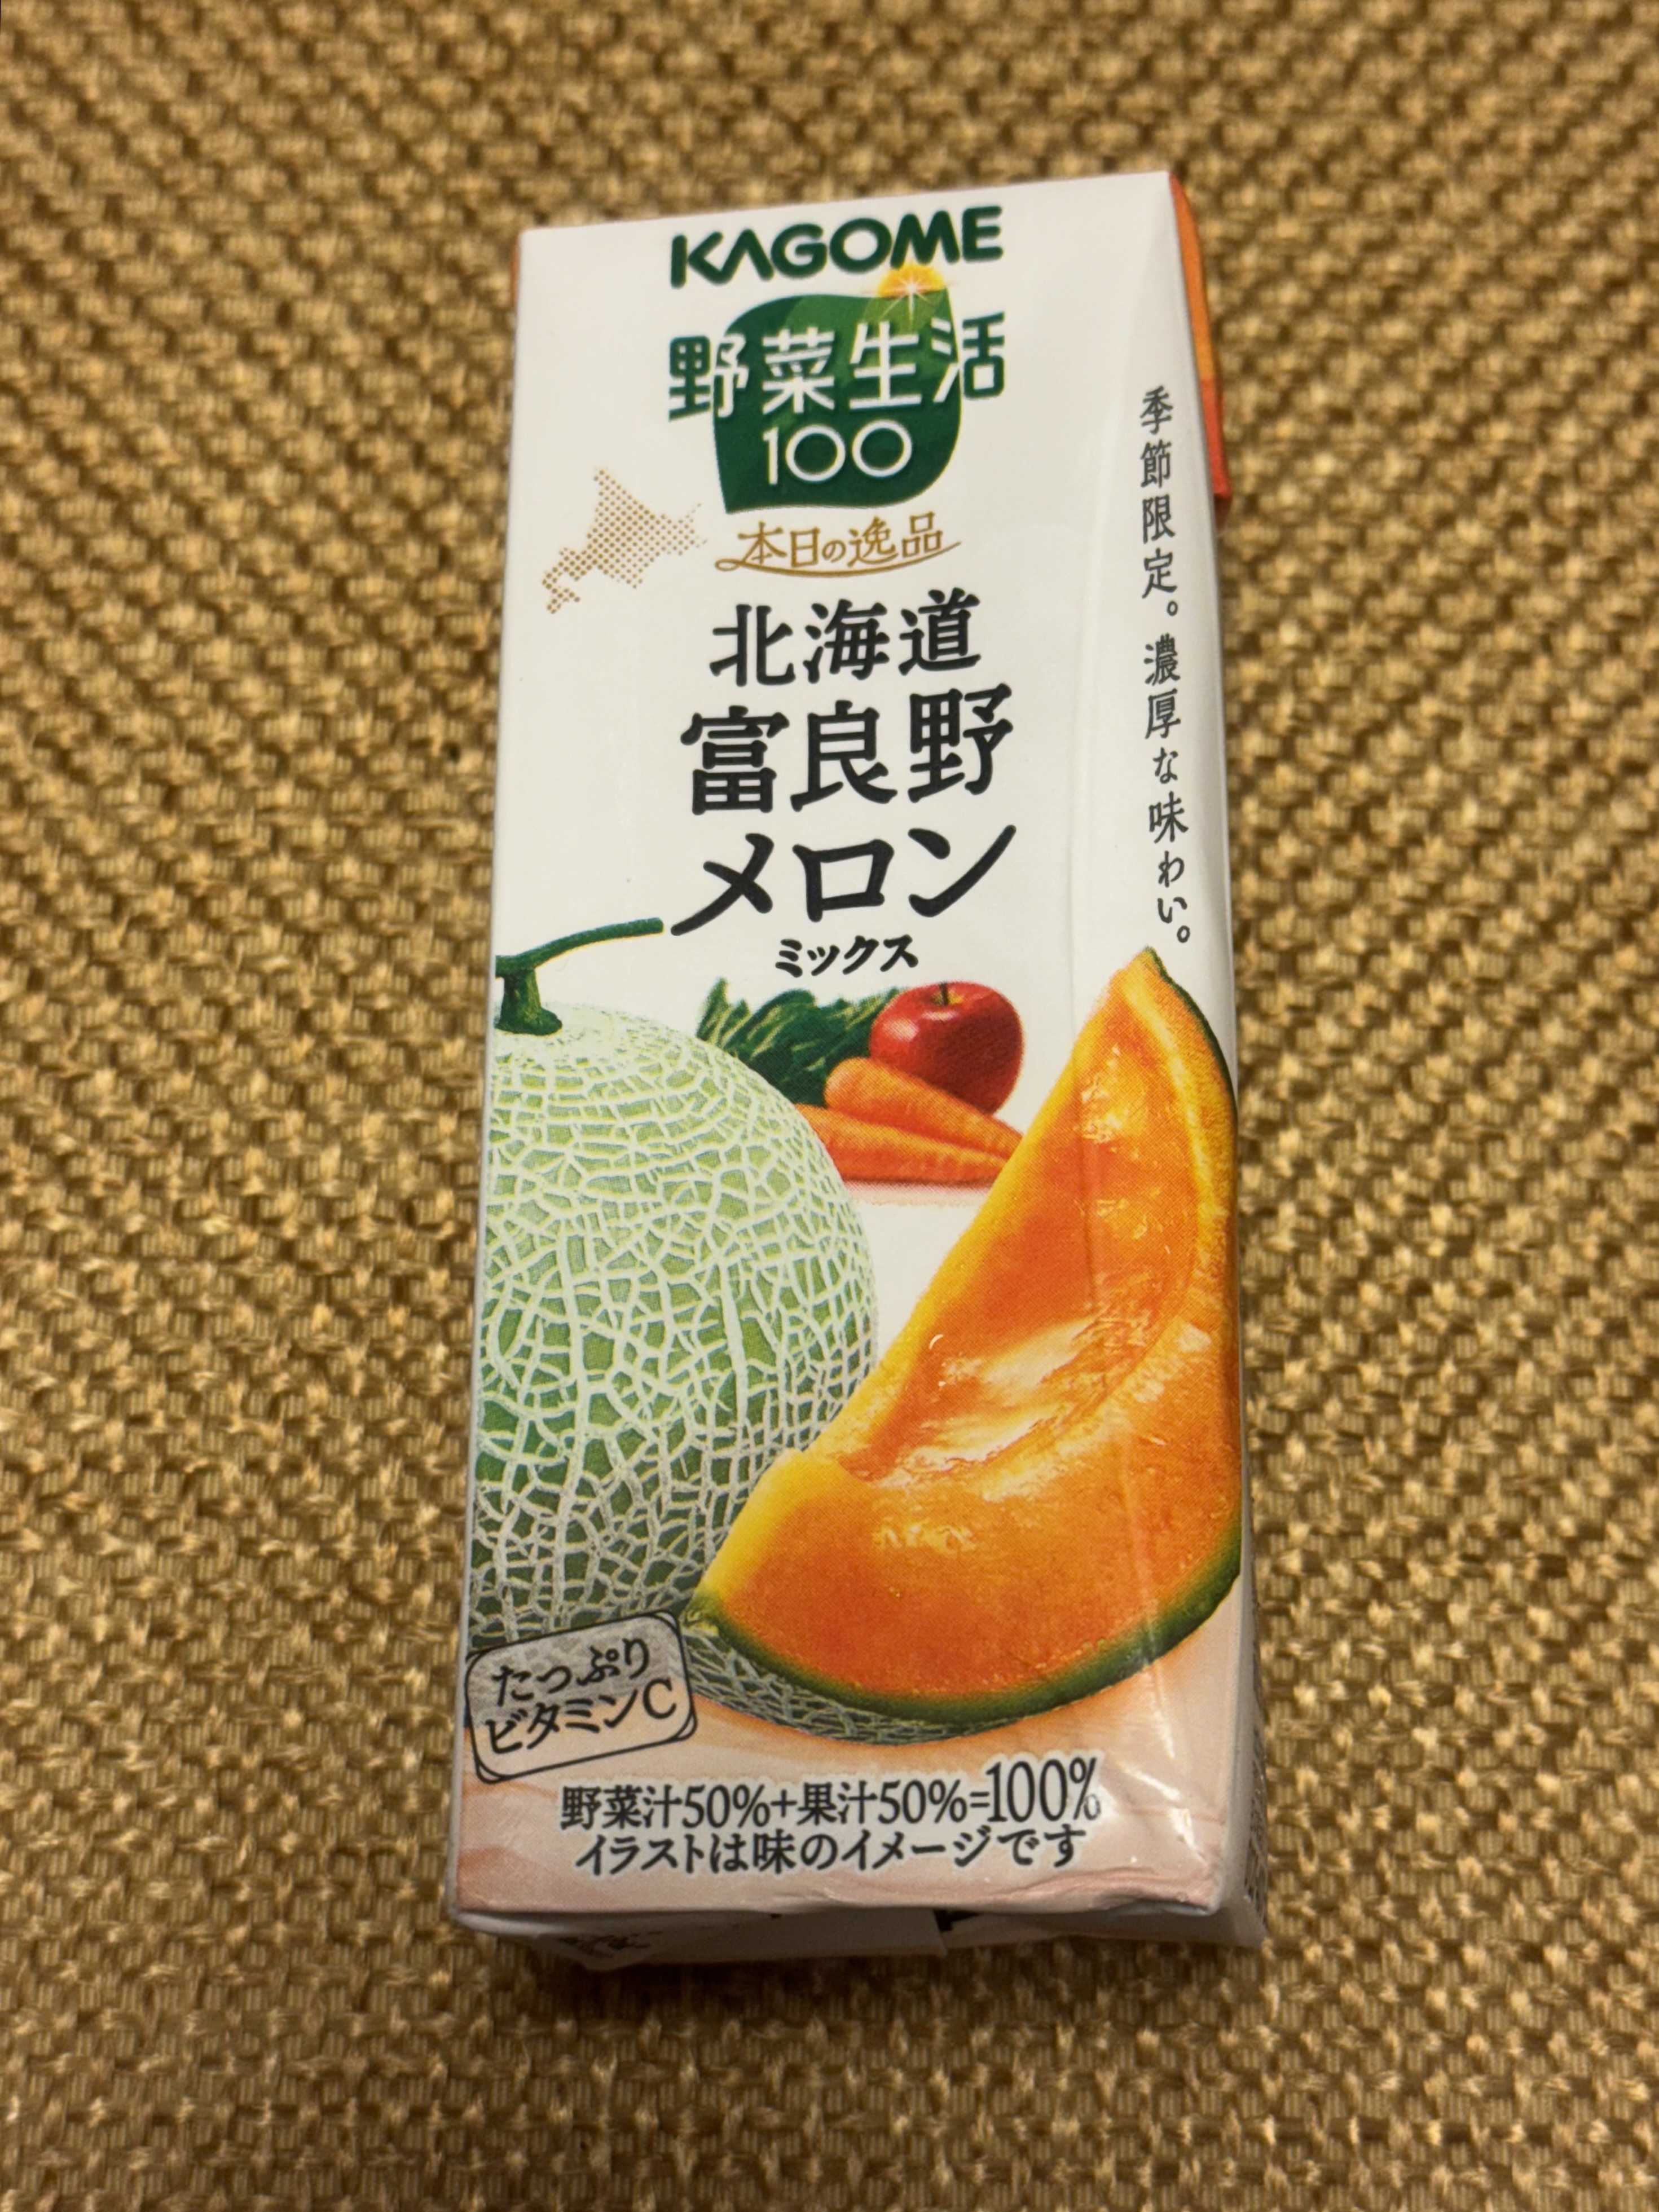 KAGOME
野菜生活
100
本日の逸品
北海道
富良野
メロン
ミックス
季節限定。濃厚な味わい。
たっぷり
ビタミンC
野菜汁50%+果汁50%=100%
イラストは味のイメージです